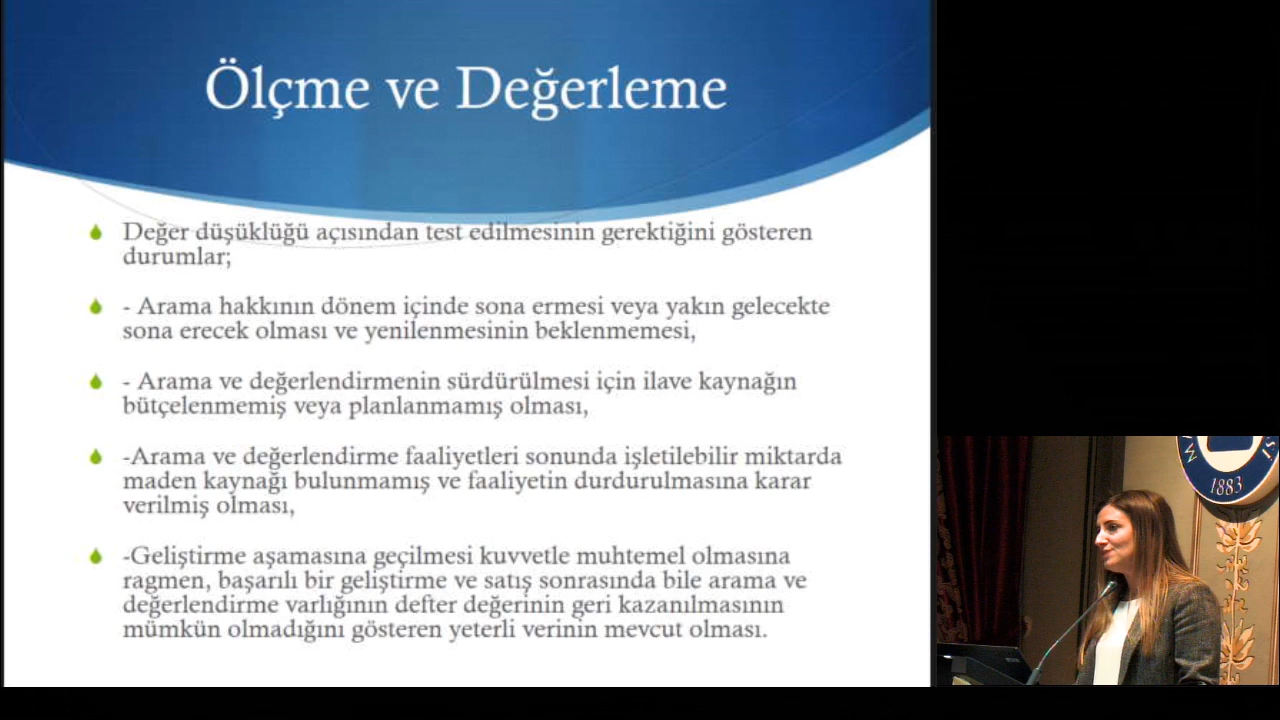 Ölçme ve Değerleme
Değer düşüklüğü açısından test edilmesinin gerektiğini gösteren
durumlar;
- Arama hakkının dönem içinde sona ermesi veya yakın gelecekte
sona erecek olması ve yenilenmesinin beklenmemesi,
- Arama ve değerlendirmenin sürdürülmesi için ilave kaynağın
bütçelenmemiş veya planlanmamış olması,
-Arama ve değerlendirme faaliyetleri sonunda işletilebilir miktarda
maden kaynağı bulunmamış ve faaliyetin durdurulmasına karar
verilmiş olması,
-Geliştirme aşamasına geçilmesi kuvvetle muhtemel olmasına
ragmen, başarılı bir geliştirme ve satış sonrasında bile arama ve
değerlendirme varlığının defter değerinin geri kazanılmasının
mümkün olmadığını gösteren yeterli verinin mevcut olması.
1883